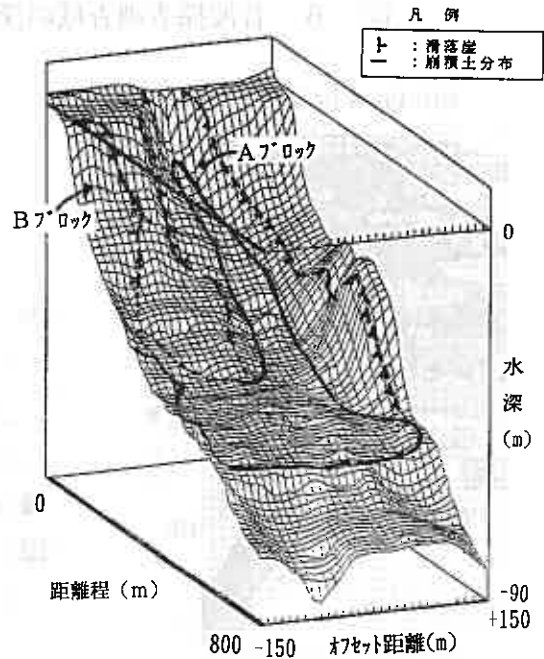 凡 例
: 滑落崖
: 崩積土分布
Aブロック
Bブロック
0
水
深
(m)
0
距離程 (m)
-90
+150
800 -150 オフセット距離(m)